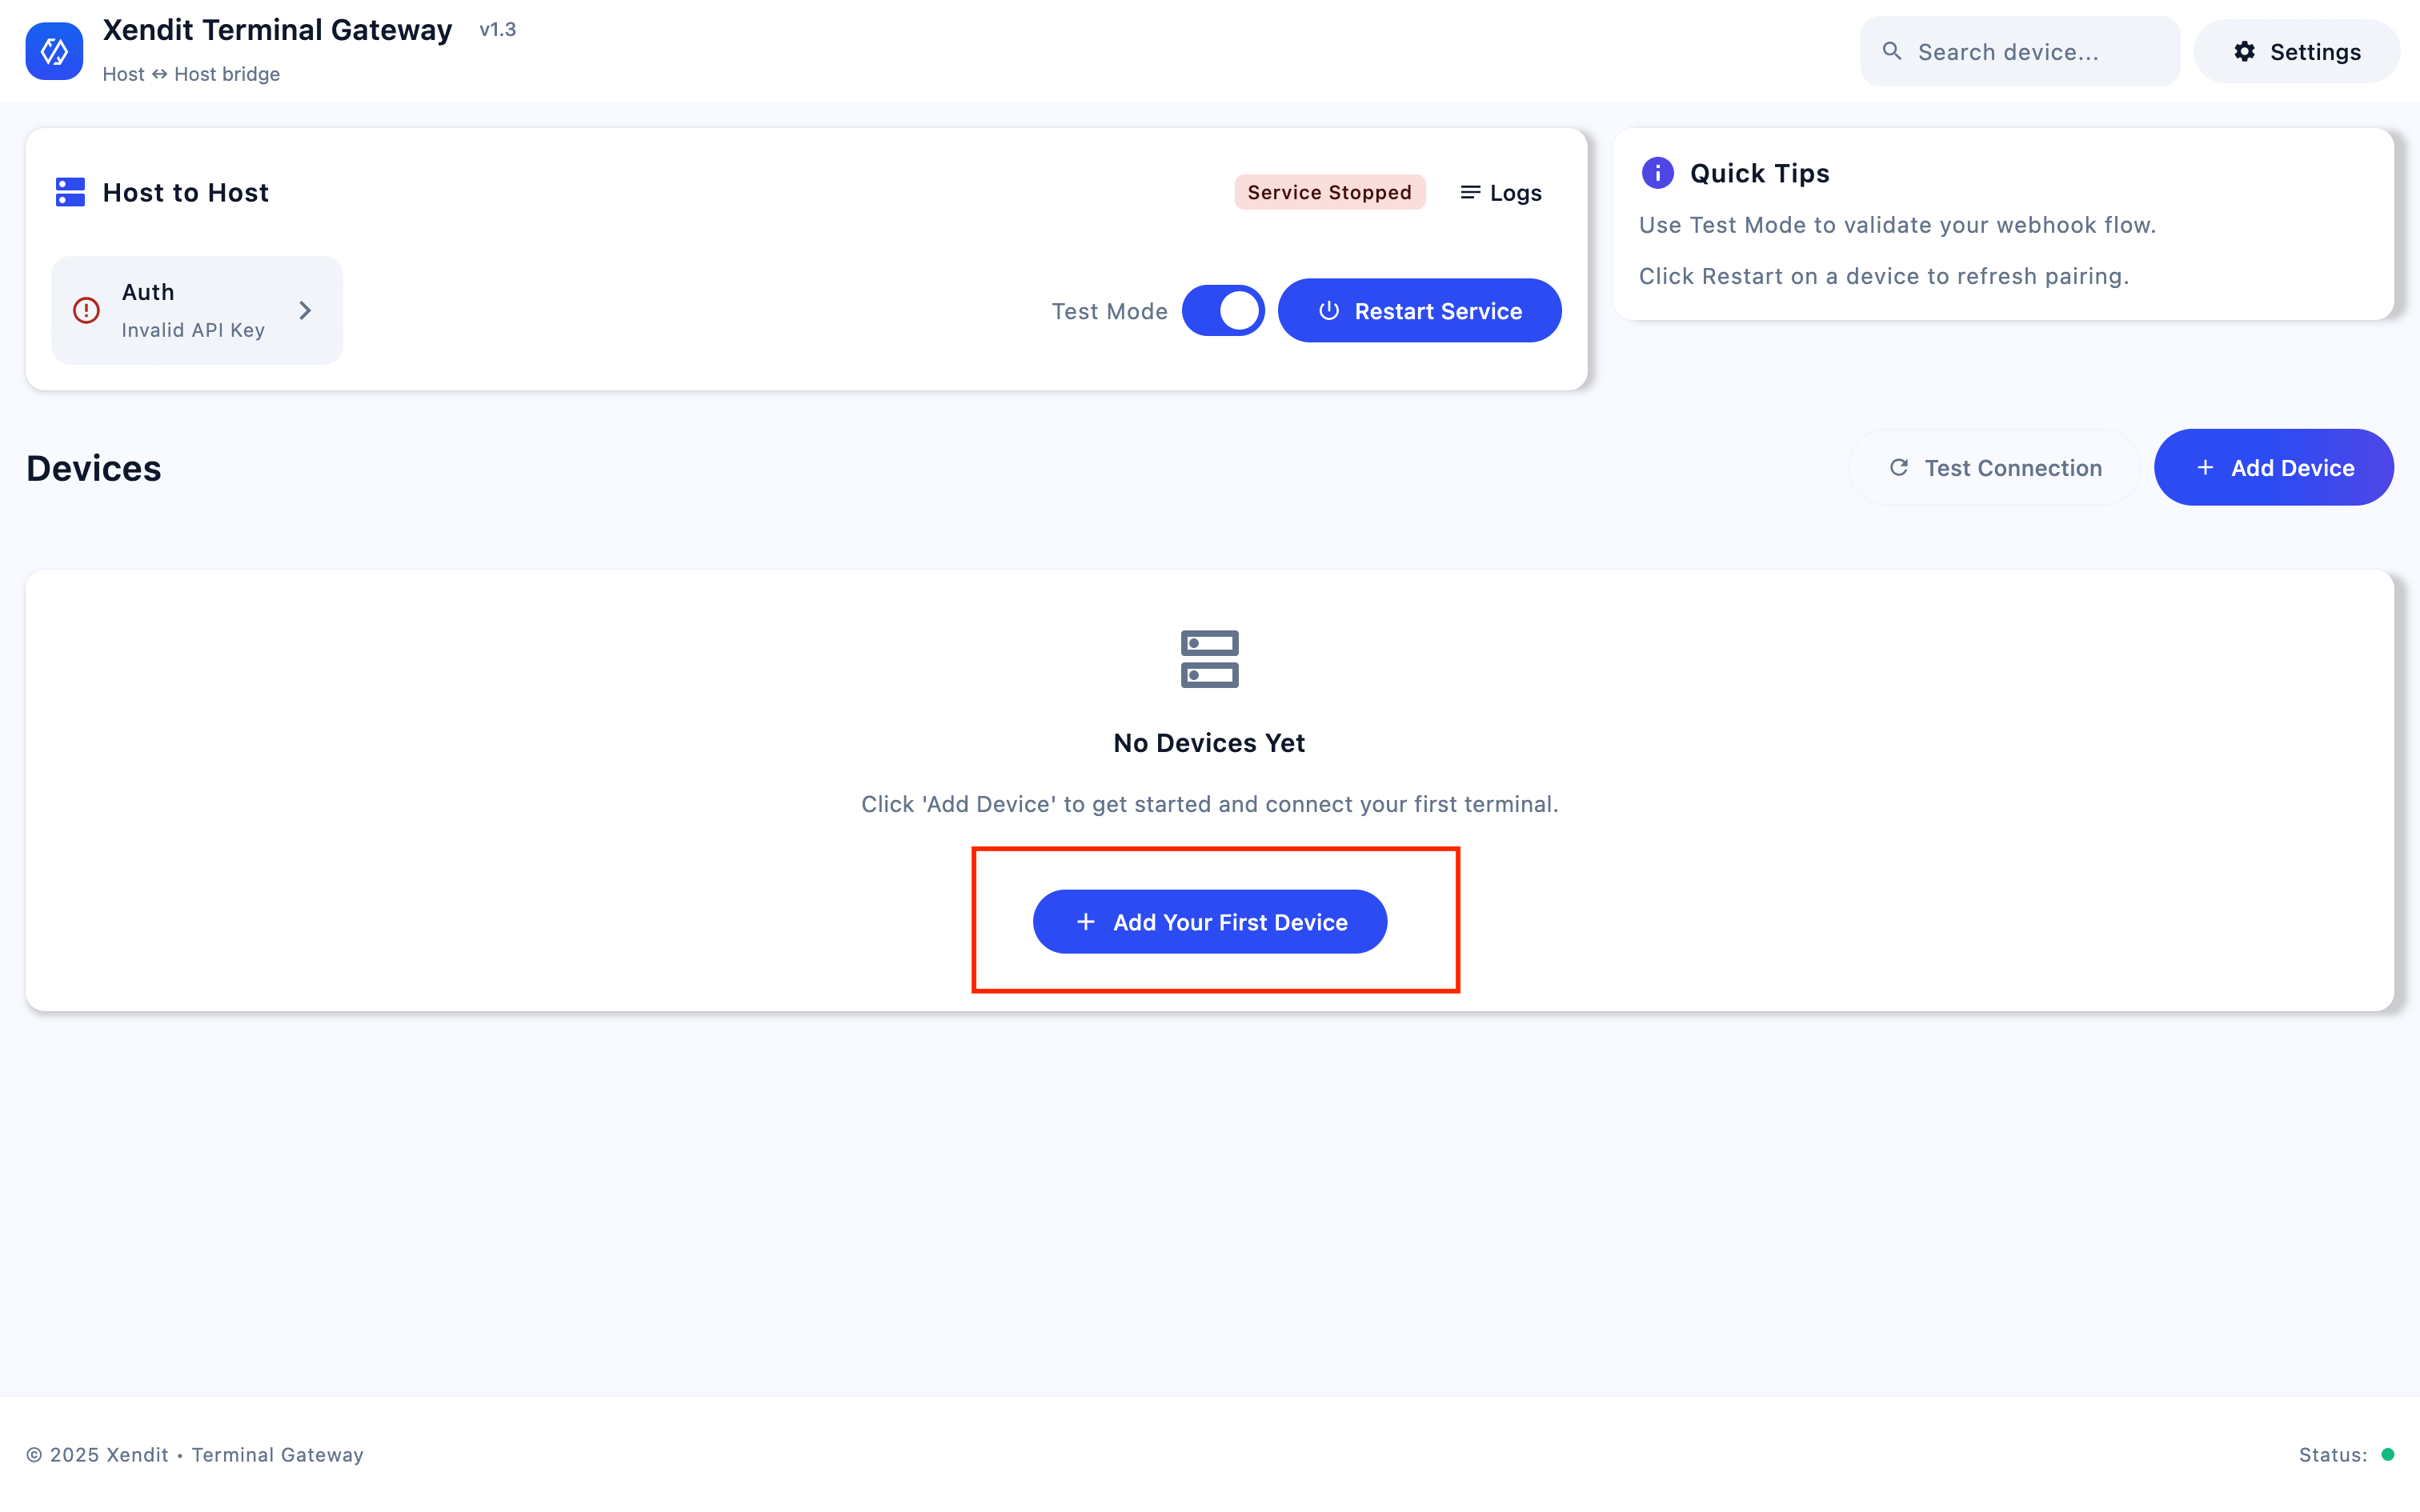 Xendit Terminal Gateway v1.3
Host ↔ Host bridge
Search device...
Settings
Host to Host
Service Stopped
Logs
Auth
Invalid API Key
Test Mode
Restart Service
Quick Tips
Use Test Mode to validate your webhook flow.
Click Restart on a device to refresh pairing.
Devices
Test Connection
+ Add Device
No Devices Yet
Click 'Add Device' to get started and connect your first terminal.
+ Add Your First Device
© 2025 Xendit • Terminal Gateway
Status: